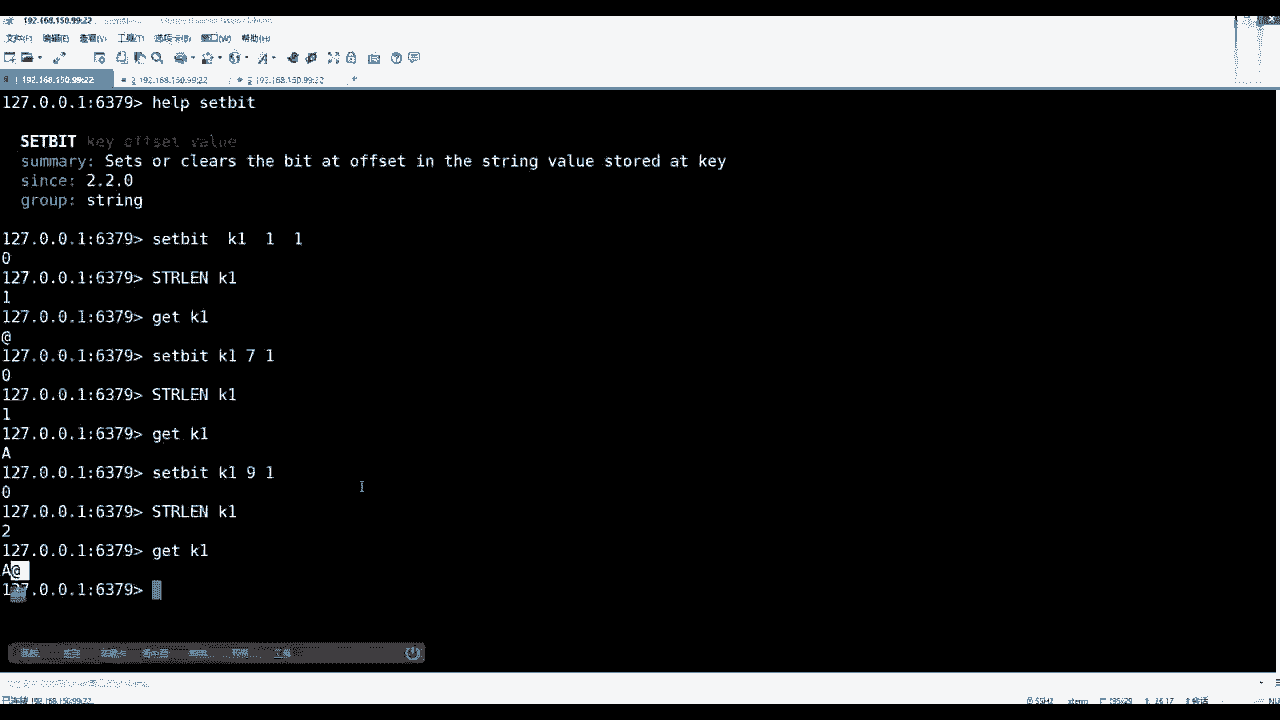 192.168.150.99:22
文件(F) 编辑(E) 查看(V) 工具(T) 选项卡(B) 窗口(W) 帮助(H)
1 192.168.150.99:22 2 192.168.150.99:22 3 192.168.150.99:22 +
127.0.0.1:6379> help setbit
SETBIT key offset value
summary: Sets or clears the bit at offset in the string value stored at key
since: 2.2.0
group: string
127.0.0.1:6379> setbit k1 1 1
0
127.0.0.1:6379> STRLEN k1
1
127.0.0.1:6379> get k1
@
127.0.0.1:6379> setbit k1 7 1
0
127.0.0.1:6379> STRLEN k1
1
127.0.0.1:6379> get k1
A
127.0.0.1:6379> setbit k1 9 1
0
127.0.0.1:6379> STRLEN k1
2
127.0.0.1:6379> get k1
A@
127.0.0.1:6379>
已连接 192.168.150.99:22 SSH2 xterm